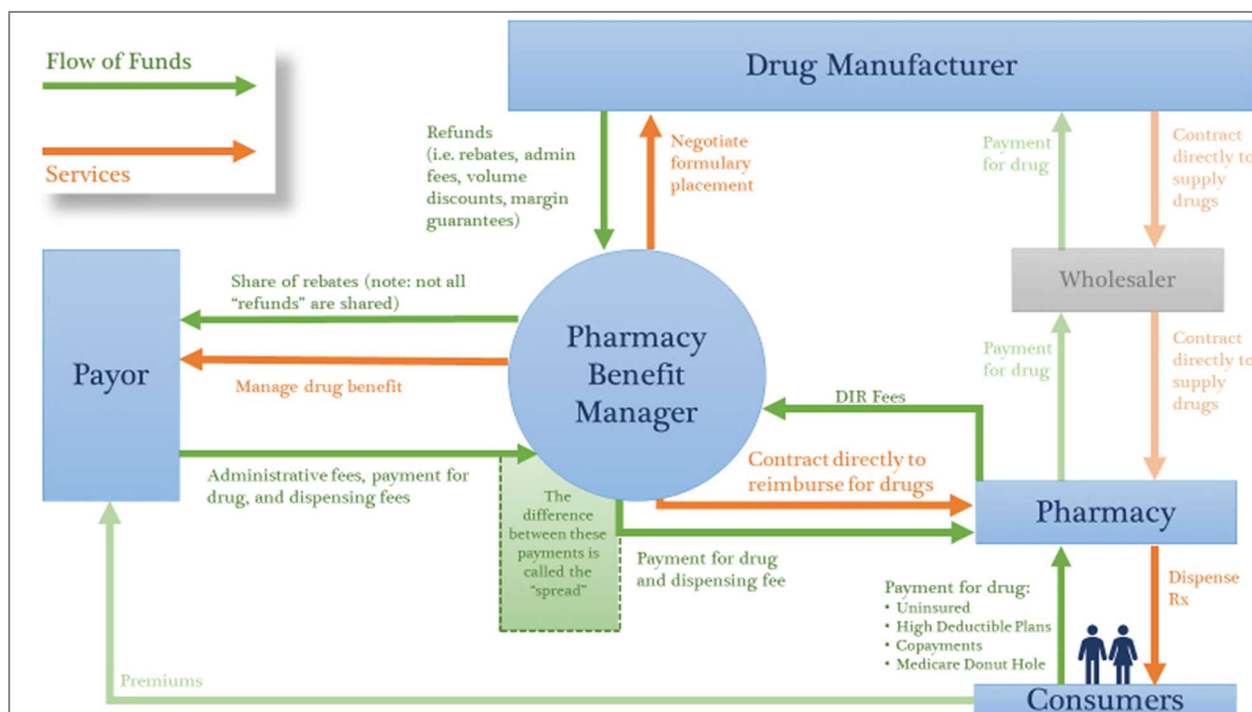 Flow of Funds
Services
Drug Manufacturer
Refunds
(i.e. rebates, admin
fees, volume
discounts, margin
guarantees)
Negotiate
formulary
placement
Payment
for drug
Contract
directly to
supply
drugs
Wholesaler
Share of rebates (note: not all
"refunds" are shared)
Payor
Manage drug benefit
Pharmacy
Benefit
Manager
Payment
for drug
Contract
directly to
supply
drugs
DIR Fees
Administrative fees, payment for
drug, and dispensing fees
The
difference
between these
payments is
called the
"spread"
Contract directly to
reimburse for drugs
Pharmacy
Payment for drug
and dispensing fee
Payment for drug:
• Uninsured
• High Deductible Plans
• Copayments
• Medicare Donut Hole
Dispense
Rx
Premiums
Consumers